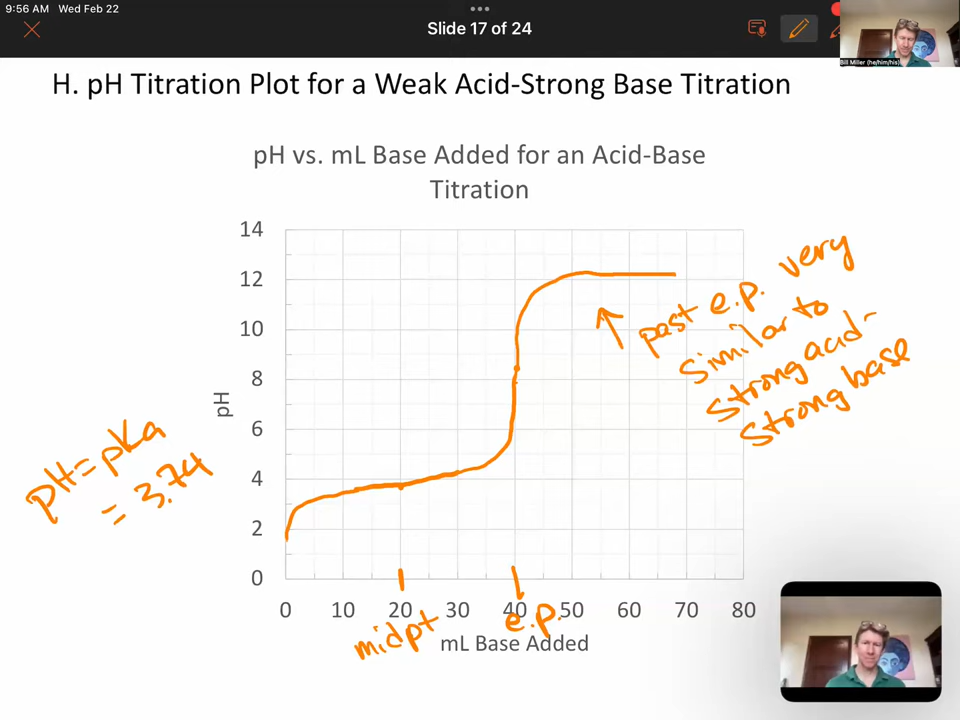 9:56 AM Wed Feb 22
Slide 17 of 24
Bill Miller (he/him/his)
H. pH Titration Plot for a Weak Acid-Strong Base Titration
pH vs. mL Base Added for an Acid-Base
Titration
14
12
10
8
6
4
2
0
pH
0 10 20 30 40 50 60 70 80
mL Base Added
past e.p. very
similar to
strong acid-
strong base
pH = pKa
= 3.74
midpt
e.p.